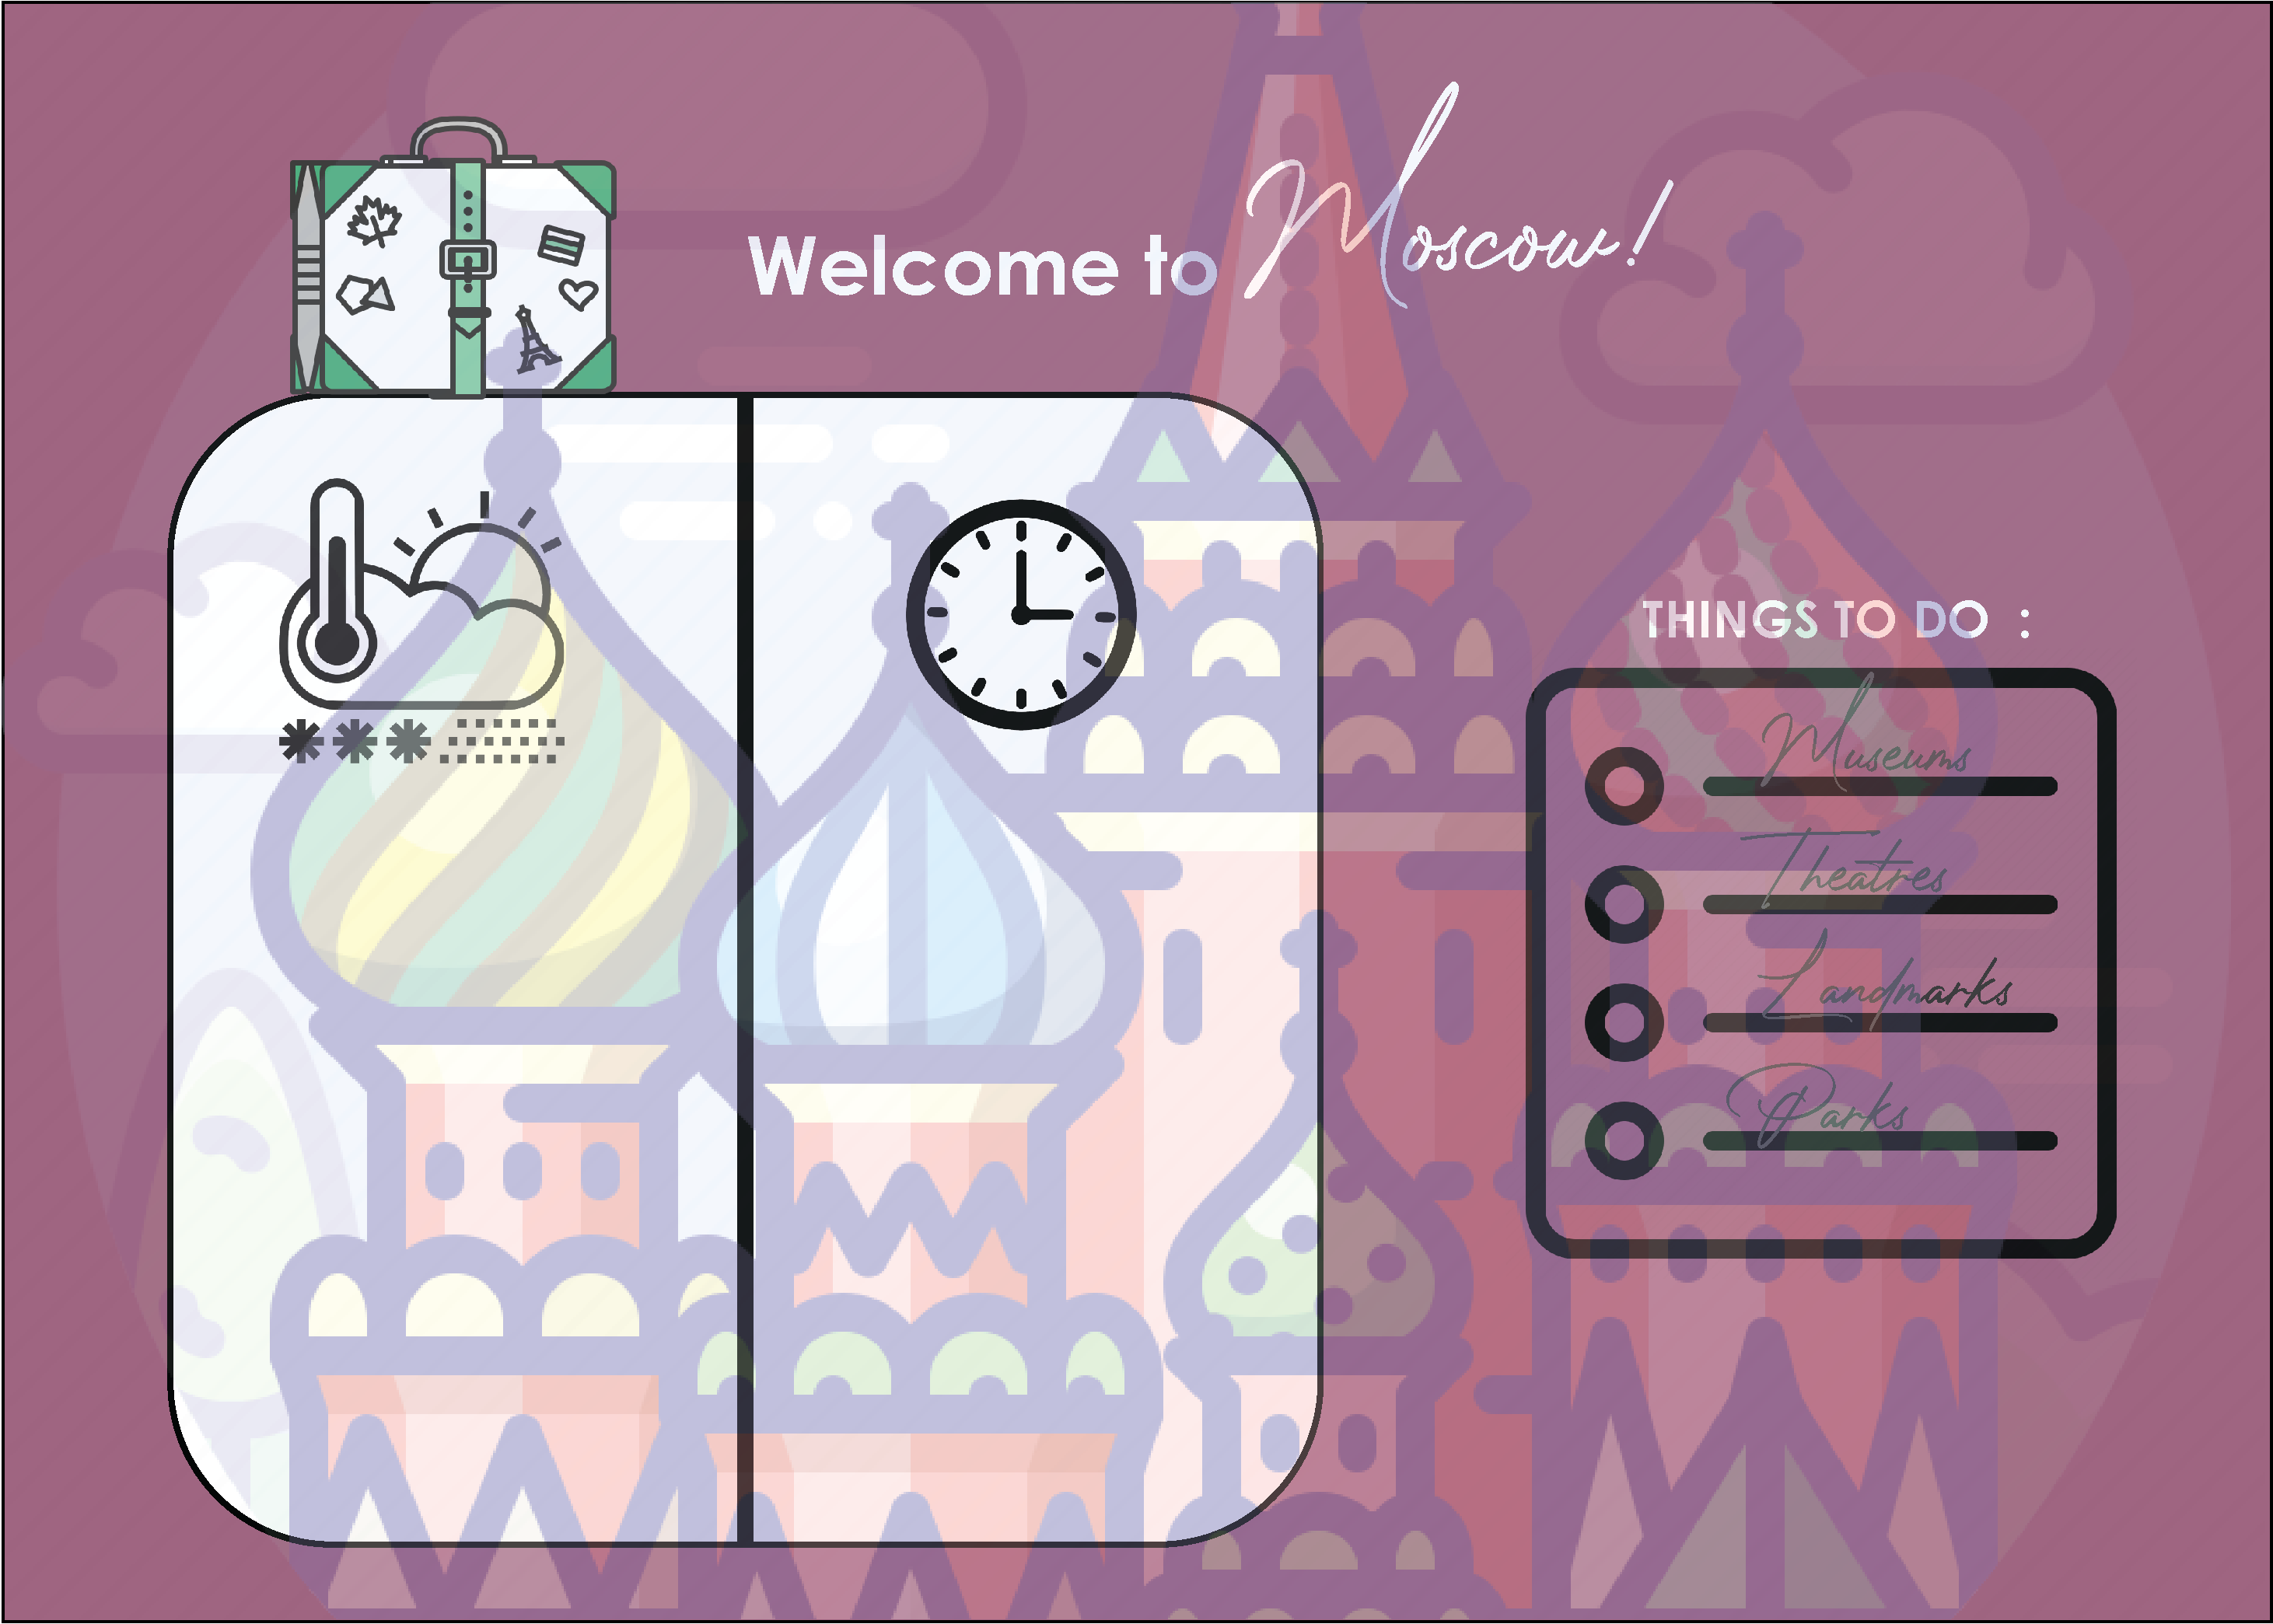 Welcome to Moscow!
THINGS TO DO :
Museums
Theatres
Landmarks
Parks